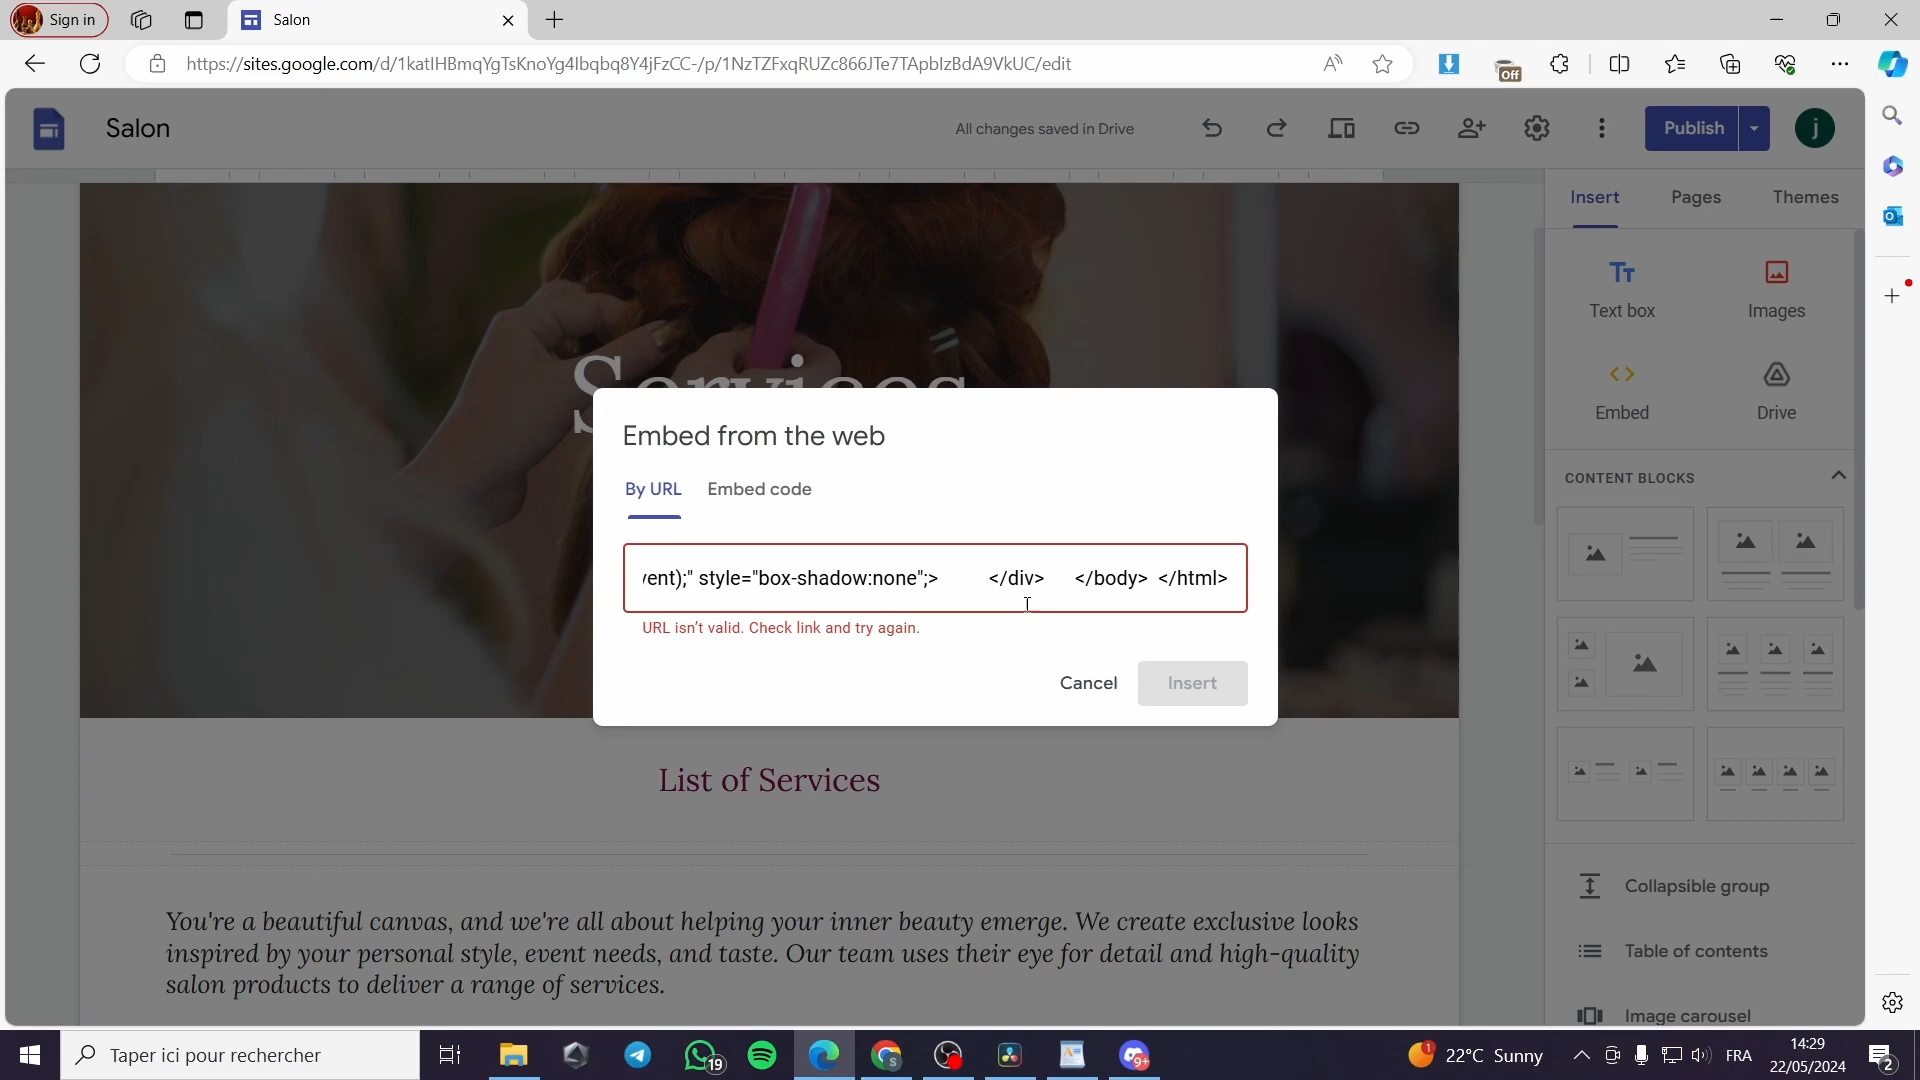 Sign in
Salon
https://sites.google.com/d/1katIHBmqYgTsKnoYg4Ibqbq8Y4jFzCC-/p/1NzTZFxqRUZc866JTe7TApbIzBdA9VkUC/edit
Off
Salon
All changes saved in Drive
Publish
j
Insert
Pages
Themes
Text box
Images
Embed
Drive
Services
Embed from the web
By URL
Embed code
/ent);" style="box-shadow:none";> </div> </body> </html>
URL isn't valid. Check link and try again.
Cancel
Insert
CONTENT BLOCKS
List of Services
You're a beautiful canvas, and we're all about helping your inner beauty emerge. We create exclusive looks
inspired by your personal style, event needs, and taste. Our team uses their eye for detail and high-quality
salon products to deliver a range of services.
Collapsible group
Table of contents
Image carousel
Taper ici pour rechercher
19
S
9+
1
22°C Sunny
FRA
14:29
22/05/2024
2